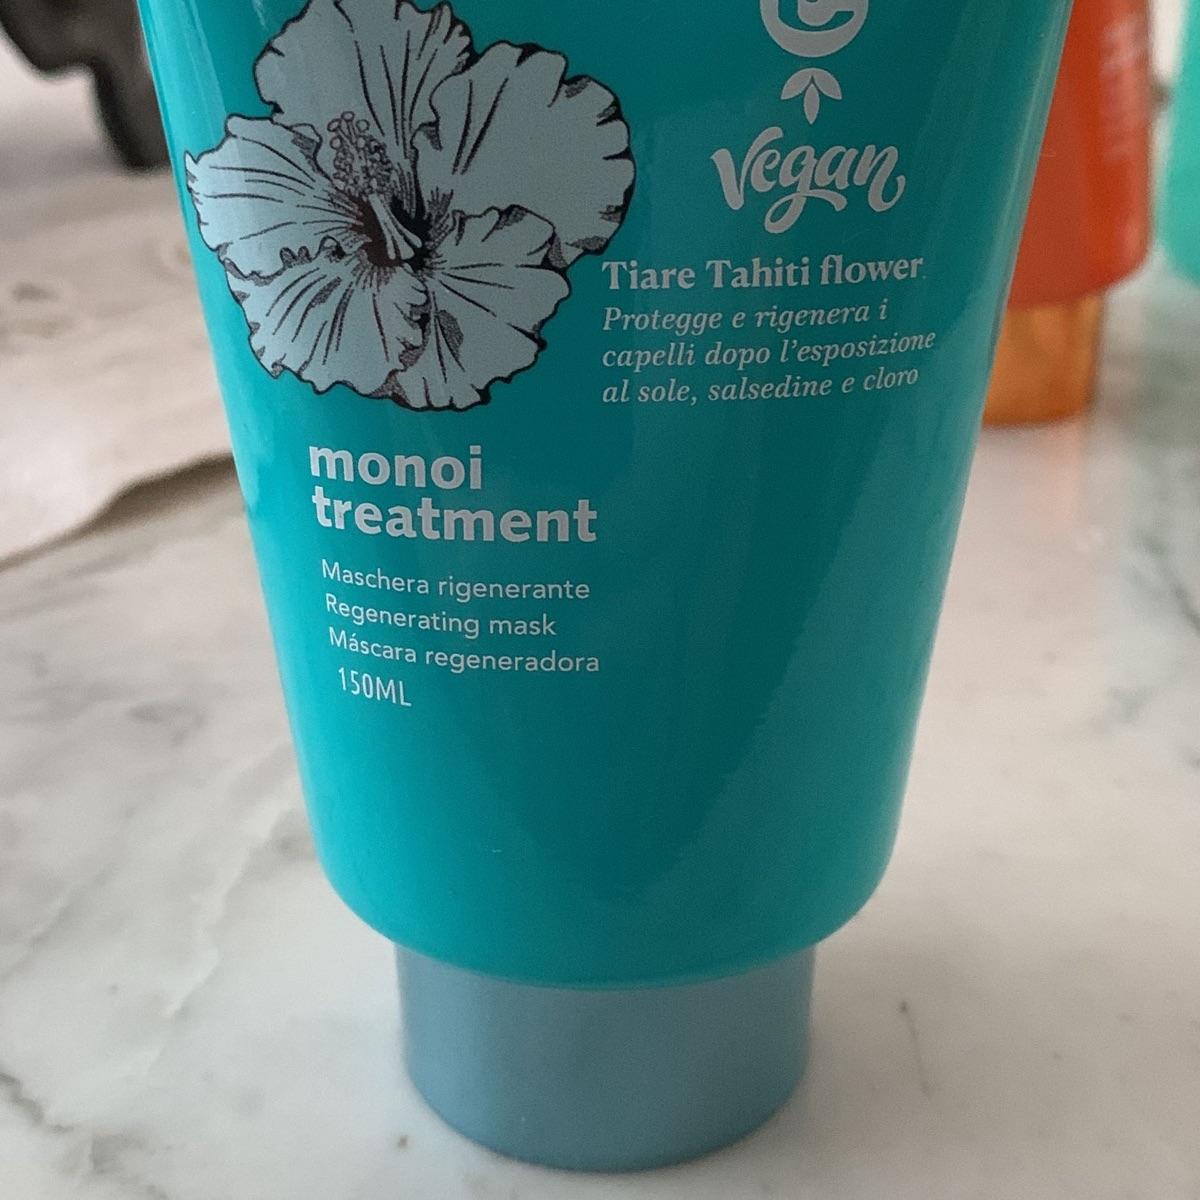 Vegan
Tiare Tahiti flower
Protegge e rigenera i
capelli dopo l'esposizione
al sole, salsedine e cloro
monoi
treatment
Maschera rigenerante
Regenerating mask
Máscara regeneradora
150ML